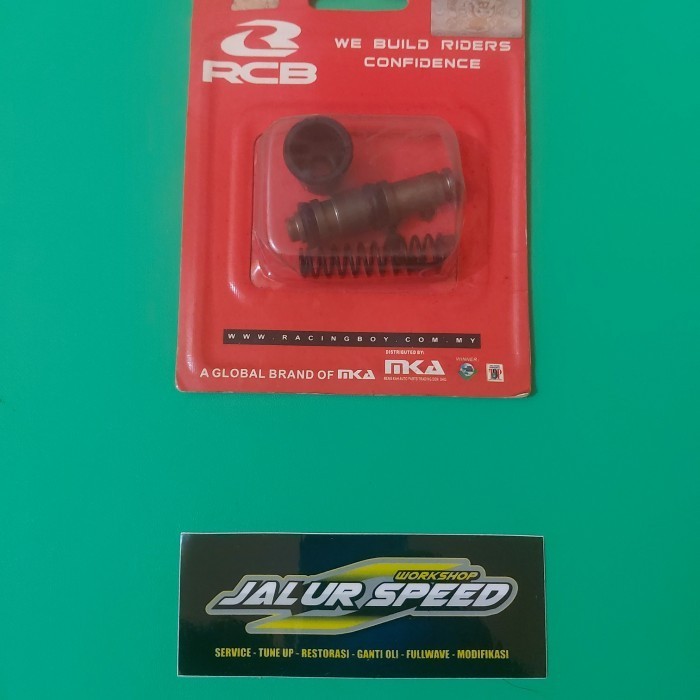 RCB
WE BUILD RIDERS
CONFIDENCE
WWW.RACINGBOY.COM.MY
DISTRIBUTED BY:
A GLOBAL BRAND OF MKA
MKA
WINNER
WORKSHOP
JALUR SPEED
SERVICE - TUNE UP - RESTORASI - GANTI OLI - FULLWAVE - MODIFIKASI